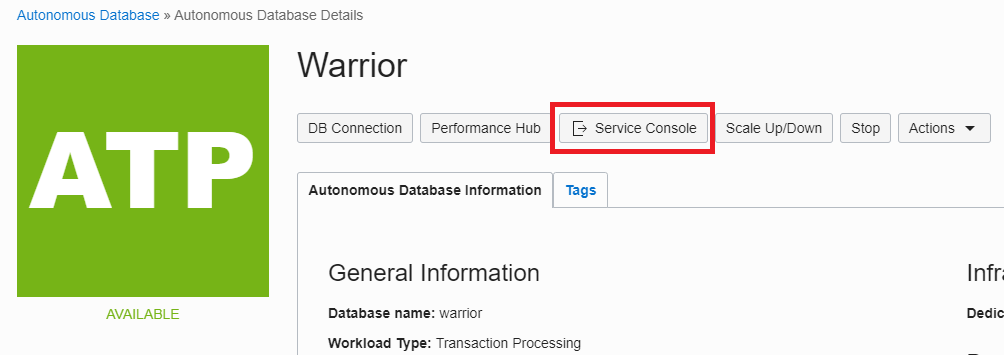 Autonomous Database » Autonomous Database Details
ATP
AVAILABLE
Warrior
DB Connection Performance Hub Service Console Scale Up/Down Stop Actions
Autonomous Database Information Tags
General Information
Database name: warrior
Workload Type: Transaction Processing
Infr
Dedic